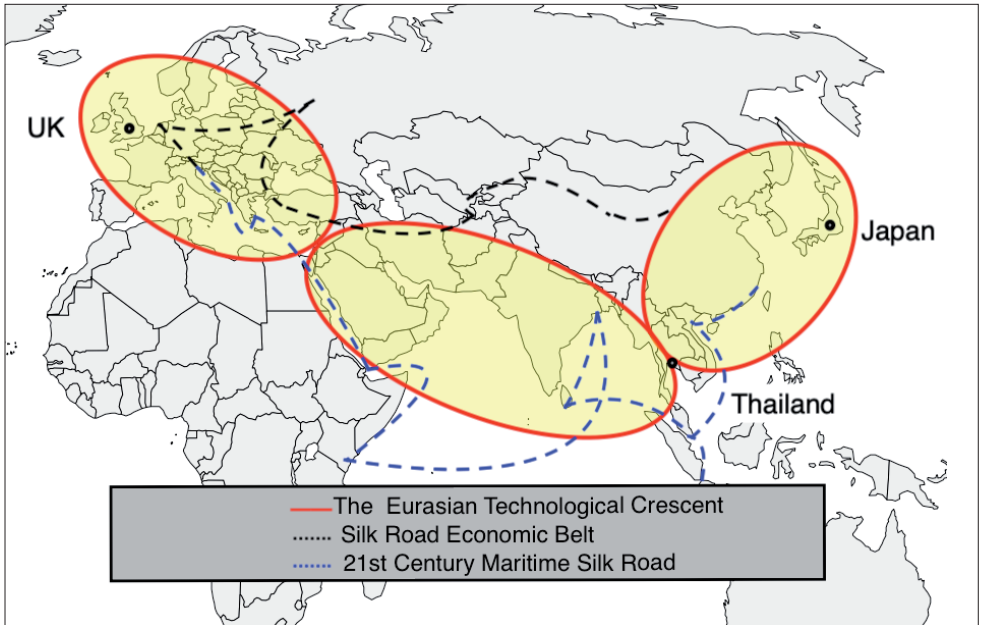 UK
Japan
Thailand
The Eurasian Technological Crescent
Silk Road Economic Belt
21st Century Maritime Silk Road